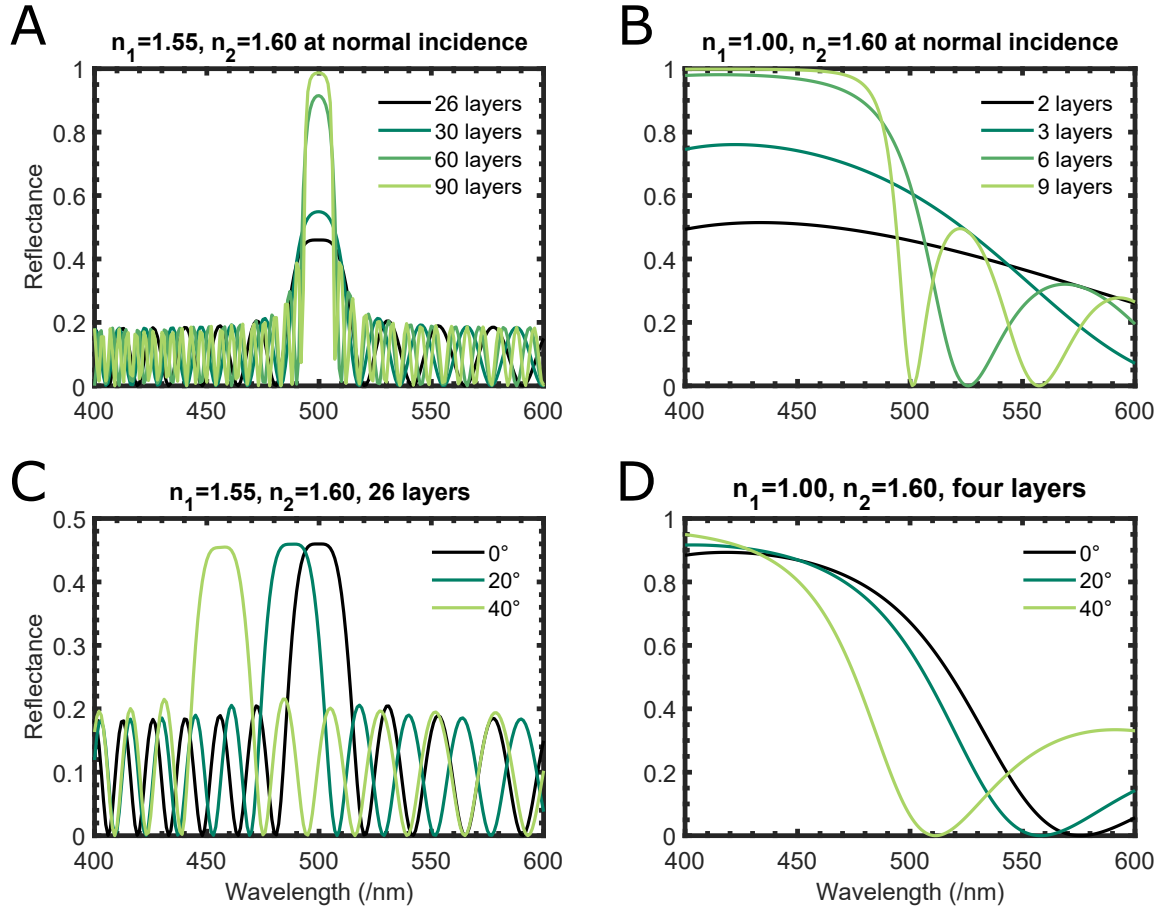 A
n1=1.55, n2=1.60 at normal incidence
Reflectance
1
0.8
0.6
0.4
0.2
0
400
450
500
550
600
26 layers
30 layers
60 layers
90 layers
B
n1=1.00, n2=1.60 at normal incidence
1
0.8
0.6
0.4
0.2
0
400
450
500
550
600
2 layers
3 layers
6 layers
9 layers
C
n1=1.55, n2=1.60, 26 layers
Reflectance
0.5
0.4
0.3
0.2
0.1
0
400
450
500
550
600
Wavelength (/nm)
0°
20°
40°
D
n1=1.00, n2=1.60, four layers
1
0.8
0.6
0.4
0.2
0
400
450
500
550
600
Wavelength (/nm)
0°
20°
40°